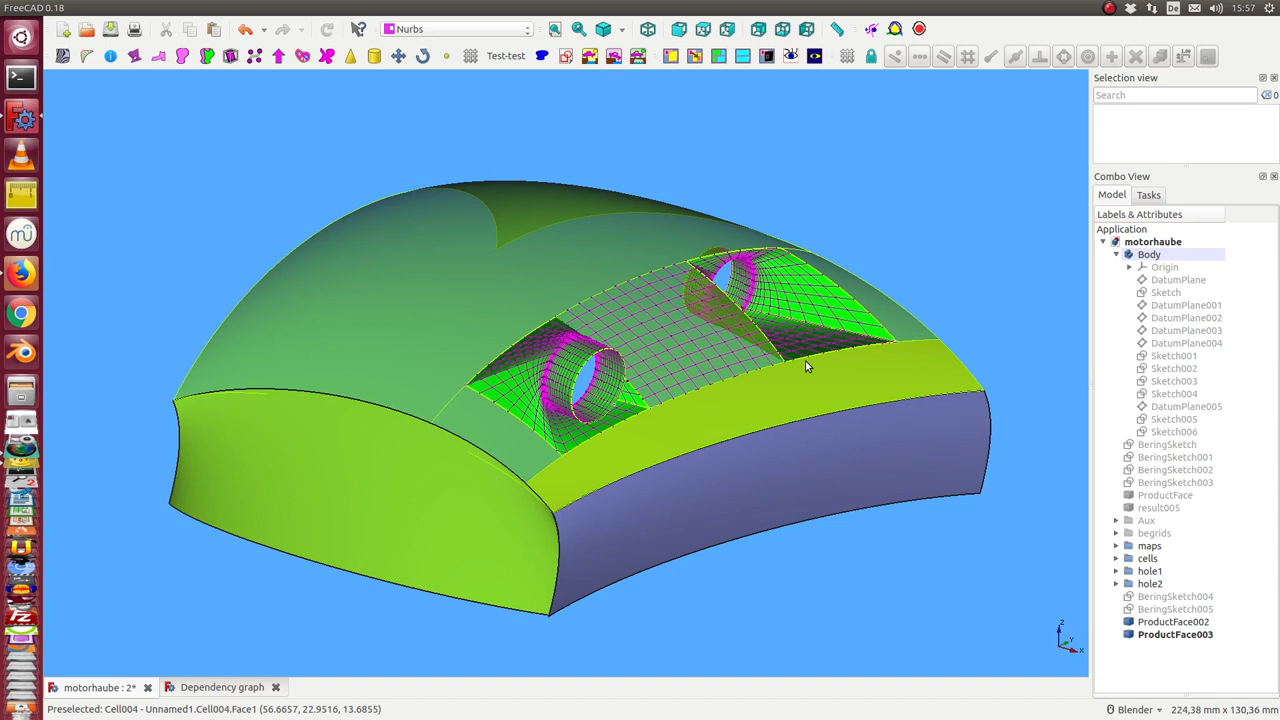 FreeCAD 0.18
De
15:57
Nurbs
Test-test
Selection view
Search
0
Combo View
Model
Tasks
Labels & Attributes
Application
motorhaube
Body
Origin
DatumPlane
Sketch
DatumPlane001
DatumPlane002
DatumPlane003
DatumPlane004
Sketch001
Sketch002
Sketch003
Sketch004
DatumPlane005
Sketch005
Sketch006
BeringSketch
BeringSketch001
BeringSketch002
BeringSketch003
ProductFace
result005
Aux
begrids
maps
cells
hole1
hole2
BeringSketch004
BeringSketch005
ProductFace002
ProductFace003
Z
Y
X
motorhaube : 2*
Dependency graph
Preselected: Cell004 - Unnamed1.Cell004.Face1 (56.6657, 22.9516, 13.6855)
Blender
224,38 mm x 130,36 mm